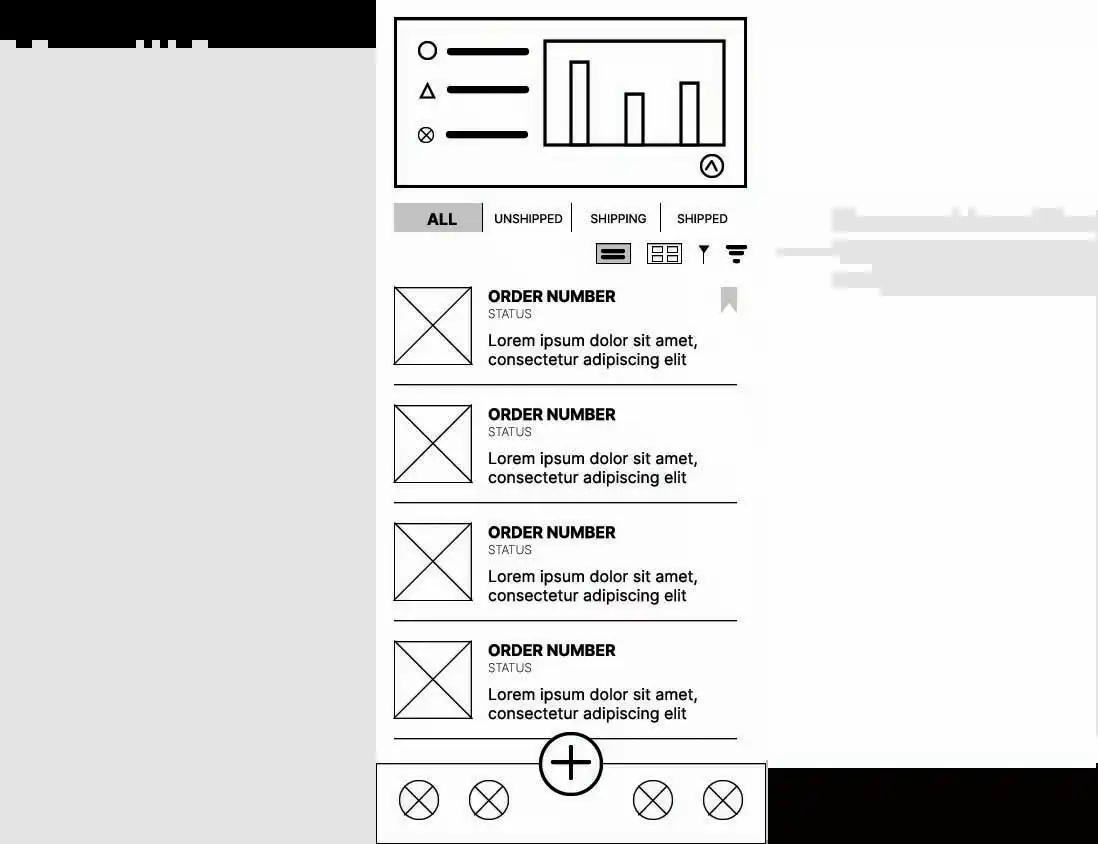 ALL
UNSHIPPED
SHIPPING
SHIPPED
ORDER NUMBER
STATUS
Lorem ipsum dolor sit amet,
consectetur adipiscing elit
ORDER NUMBER
STATUS
Lorem ipsum dolor sit amet,
consectetur adipiscing elit
ORDER NUMBER
STATUS
Lorem ipsum dolor sit amet,
consectetur adipiscing elit
ORDER NUMBER
STATUS
Lorem ipsum dolor sit amet,
consectetur adipiscing elit